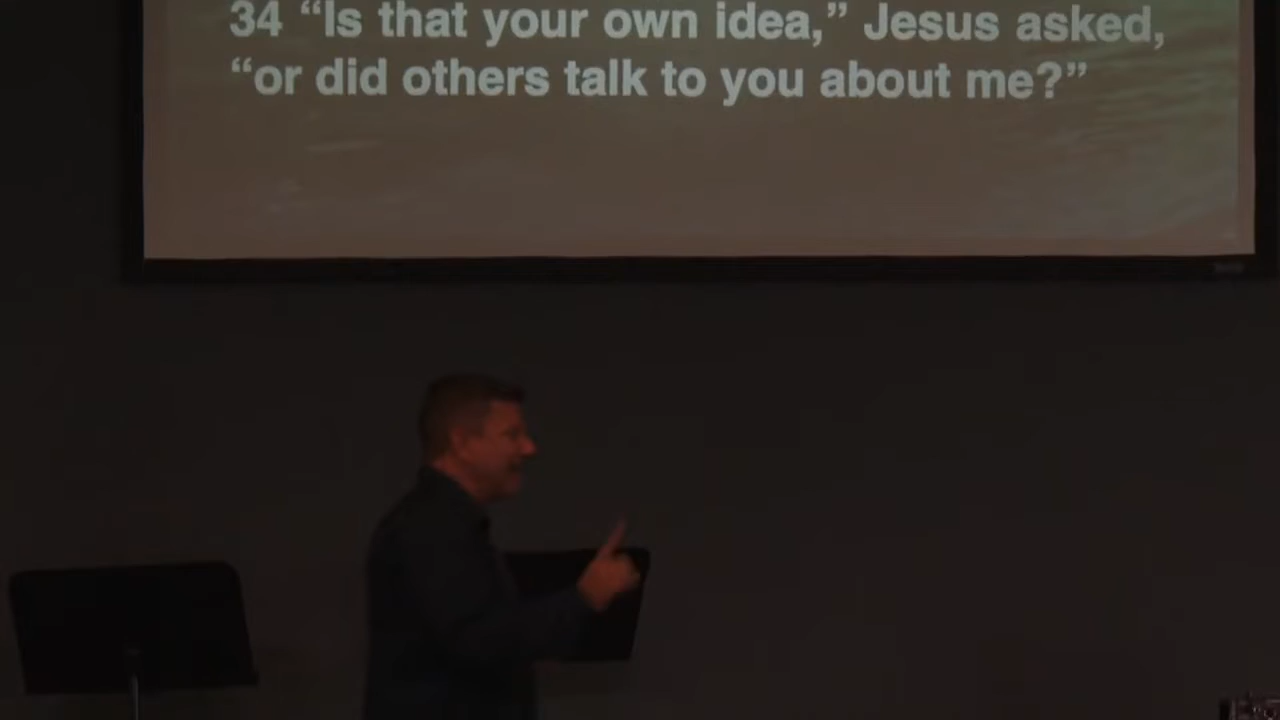 34 “Is that your own idea,” Jesus asked,
“or did others talk to you about me?”